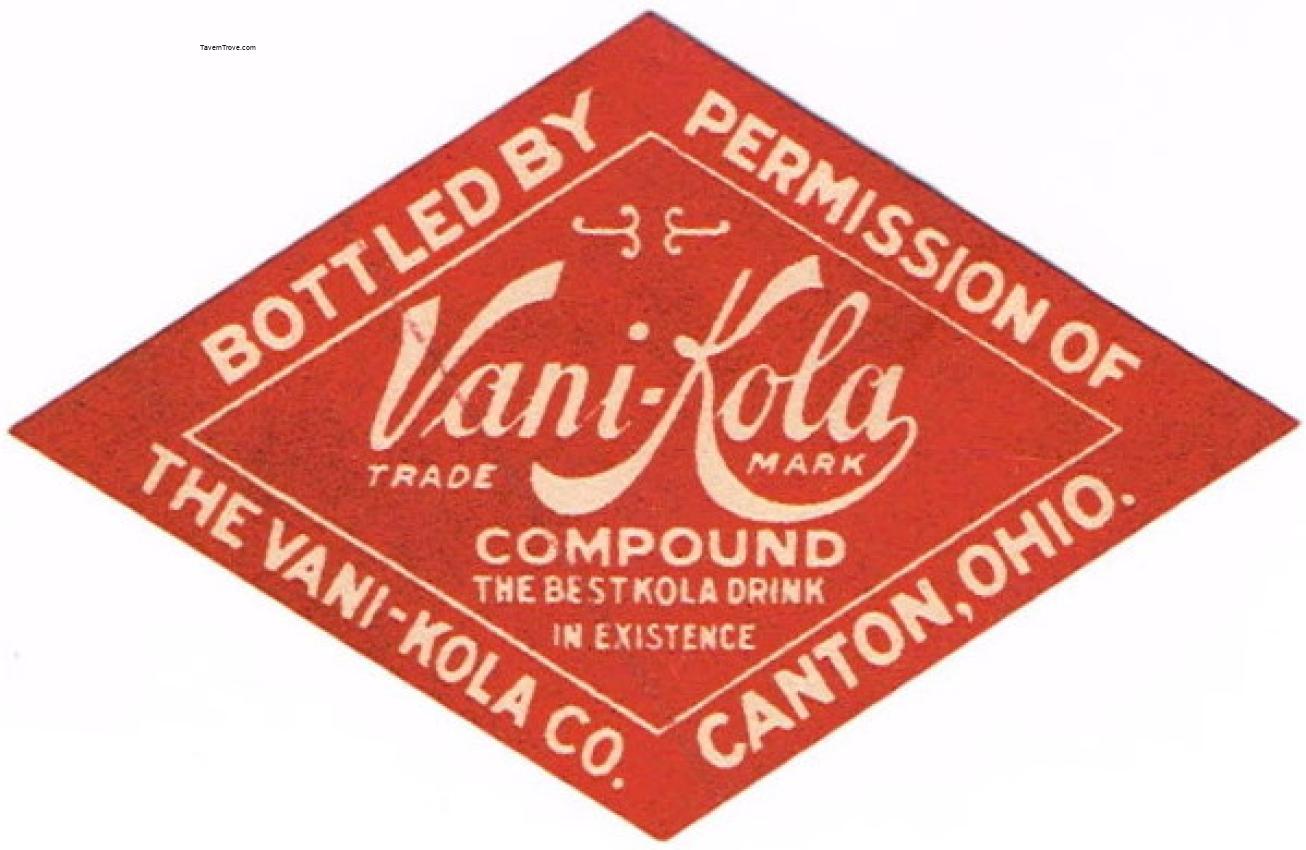 TavernTrove.com
BOTTLED BY
PERMISSION OF
Vani-Kola
TRADE MARK
COMPOUND
THE BEST KOLA DRINK
IN EXISTENCE
THE VANI-KOLA CO.
CANTON, OHIO.